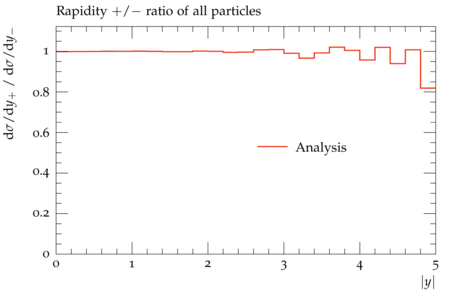 Rapidity +/− ratio of all particles
dσ/dy₊ / dσ/dy₋
1
0.8
0.6
0.4
0.2
0
Analysis
0 1 2 3 4 5
|y|